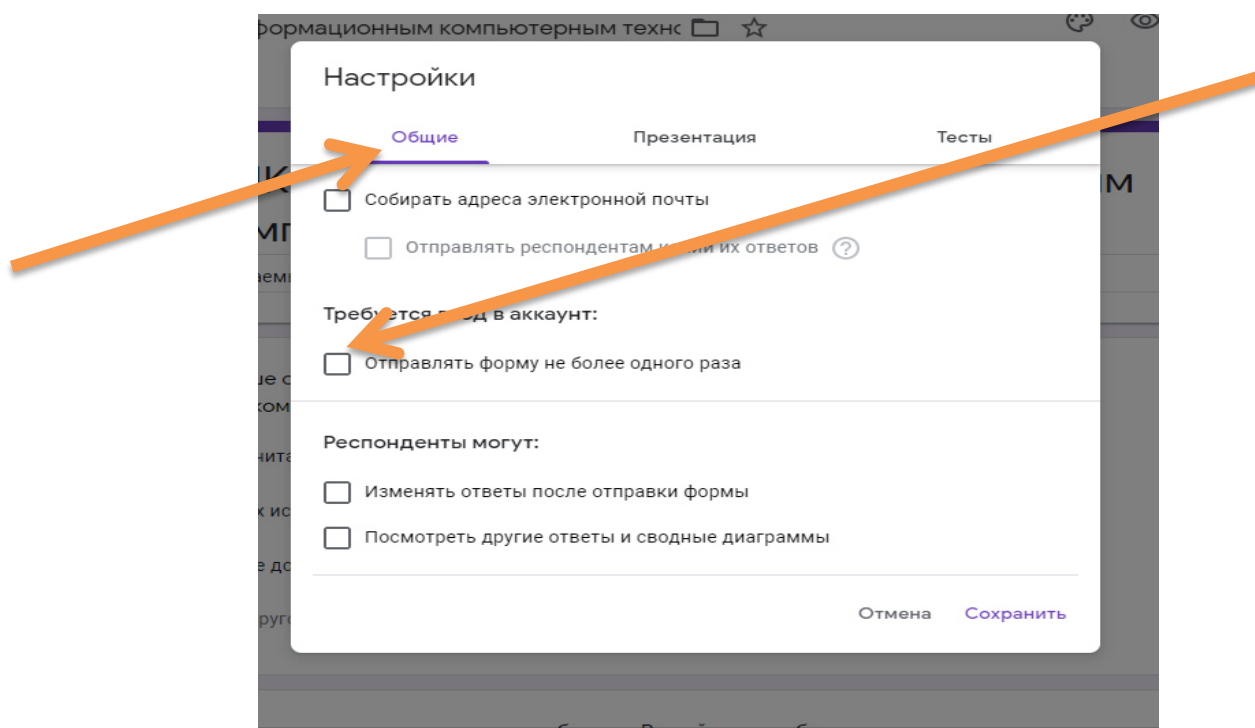 формационным компьютерным техно
Настройки
Общие Презентация Тесты
Собирать адреса электронной почты
Отправлять респондентам их ответов
Требуется в аккаунт:
Отправлять форму не более одного раза
Респонденты могут:
Изменять ответы после отправки формы
Посмотреть другие ответы и сводные диаграммы
Отмена Сохранить